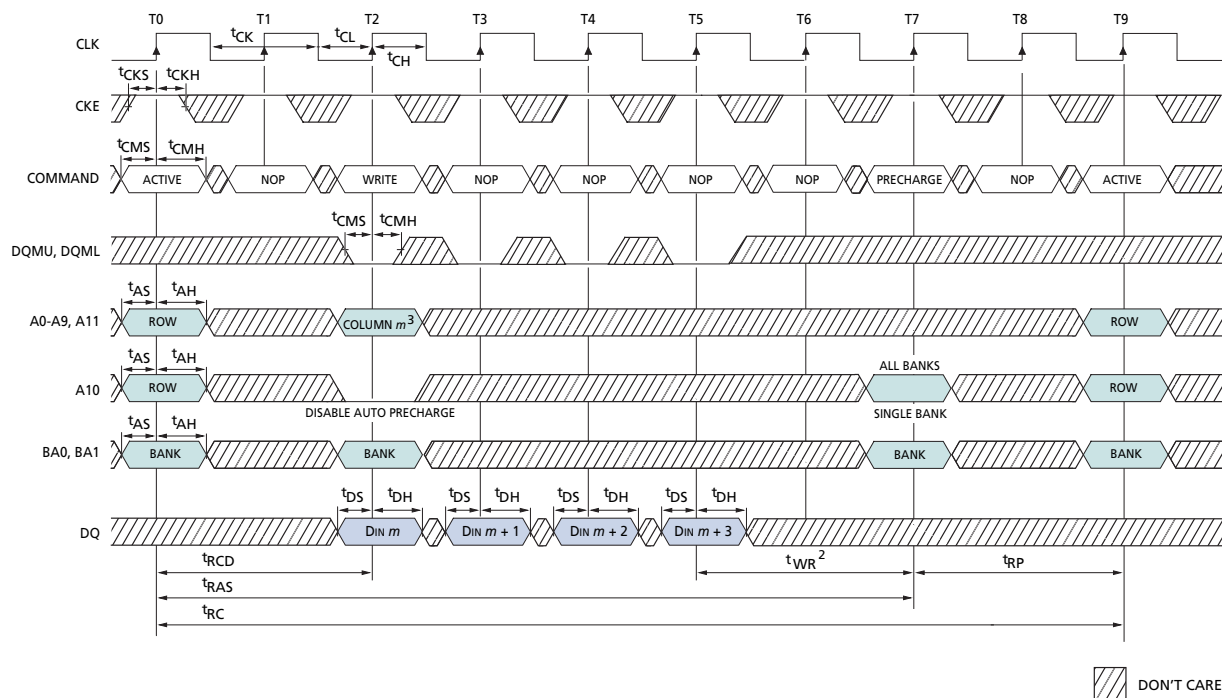 T0 T1 T2 T3 T4 T5 T6 T7 T8 T9
CLK
tCK tCL
tCH
tCKS tCKH
CKE
tCMS tCMH
COMMAND ACTIVE NOP WRITE NOP NOP NOP NOP PRECHARGE NOP ACTIVE
tCMS tCMH
DQMU, DQML
tAS tAH
A0-A9, A11 ROW COLUMN m3 ROW
tAS tAH
ALL BANKS
A10 ROW ROW
DISABLE AUTO PRECHARGE SINGLE BANK
tAS tAH
BA0, BA1 BANK BANK BANK BANK
tDS tDH tDS tDH tDS tDH tDS tDH
DQ DIN m DIN m + 1 DIN m + 2 DIN m + 3
tRCD tWR2 tRP
tRAS
tRC
DON'T CARE